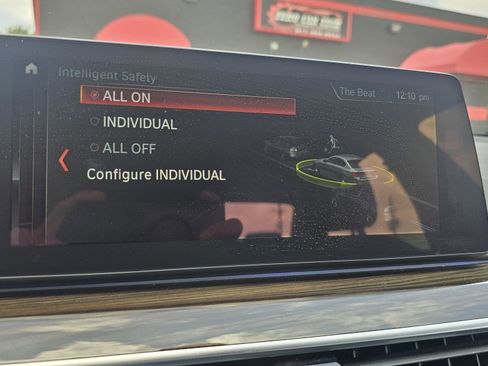 Intelligent Safety
The Beat
12:10 pm
ALL ON
INDIVIDUAL
ALL OFF
Configure INDIVIDUAL